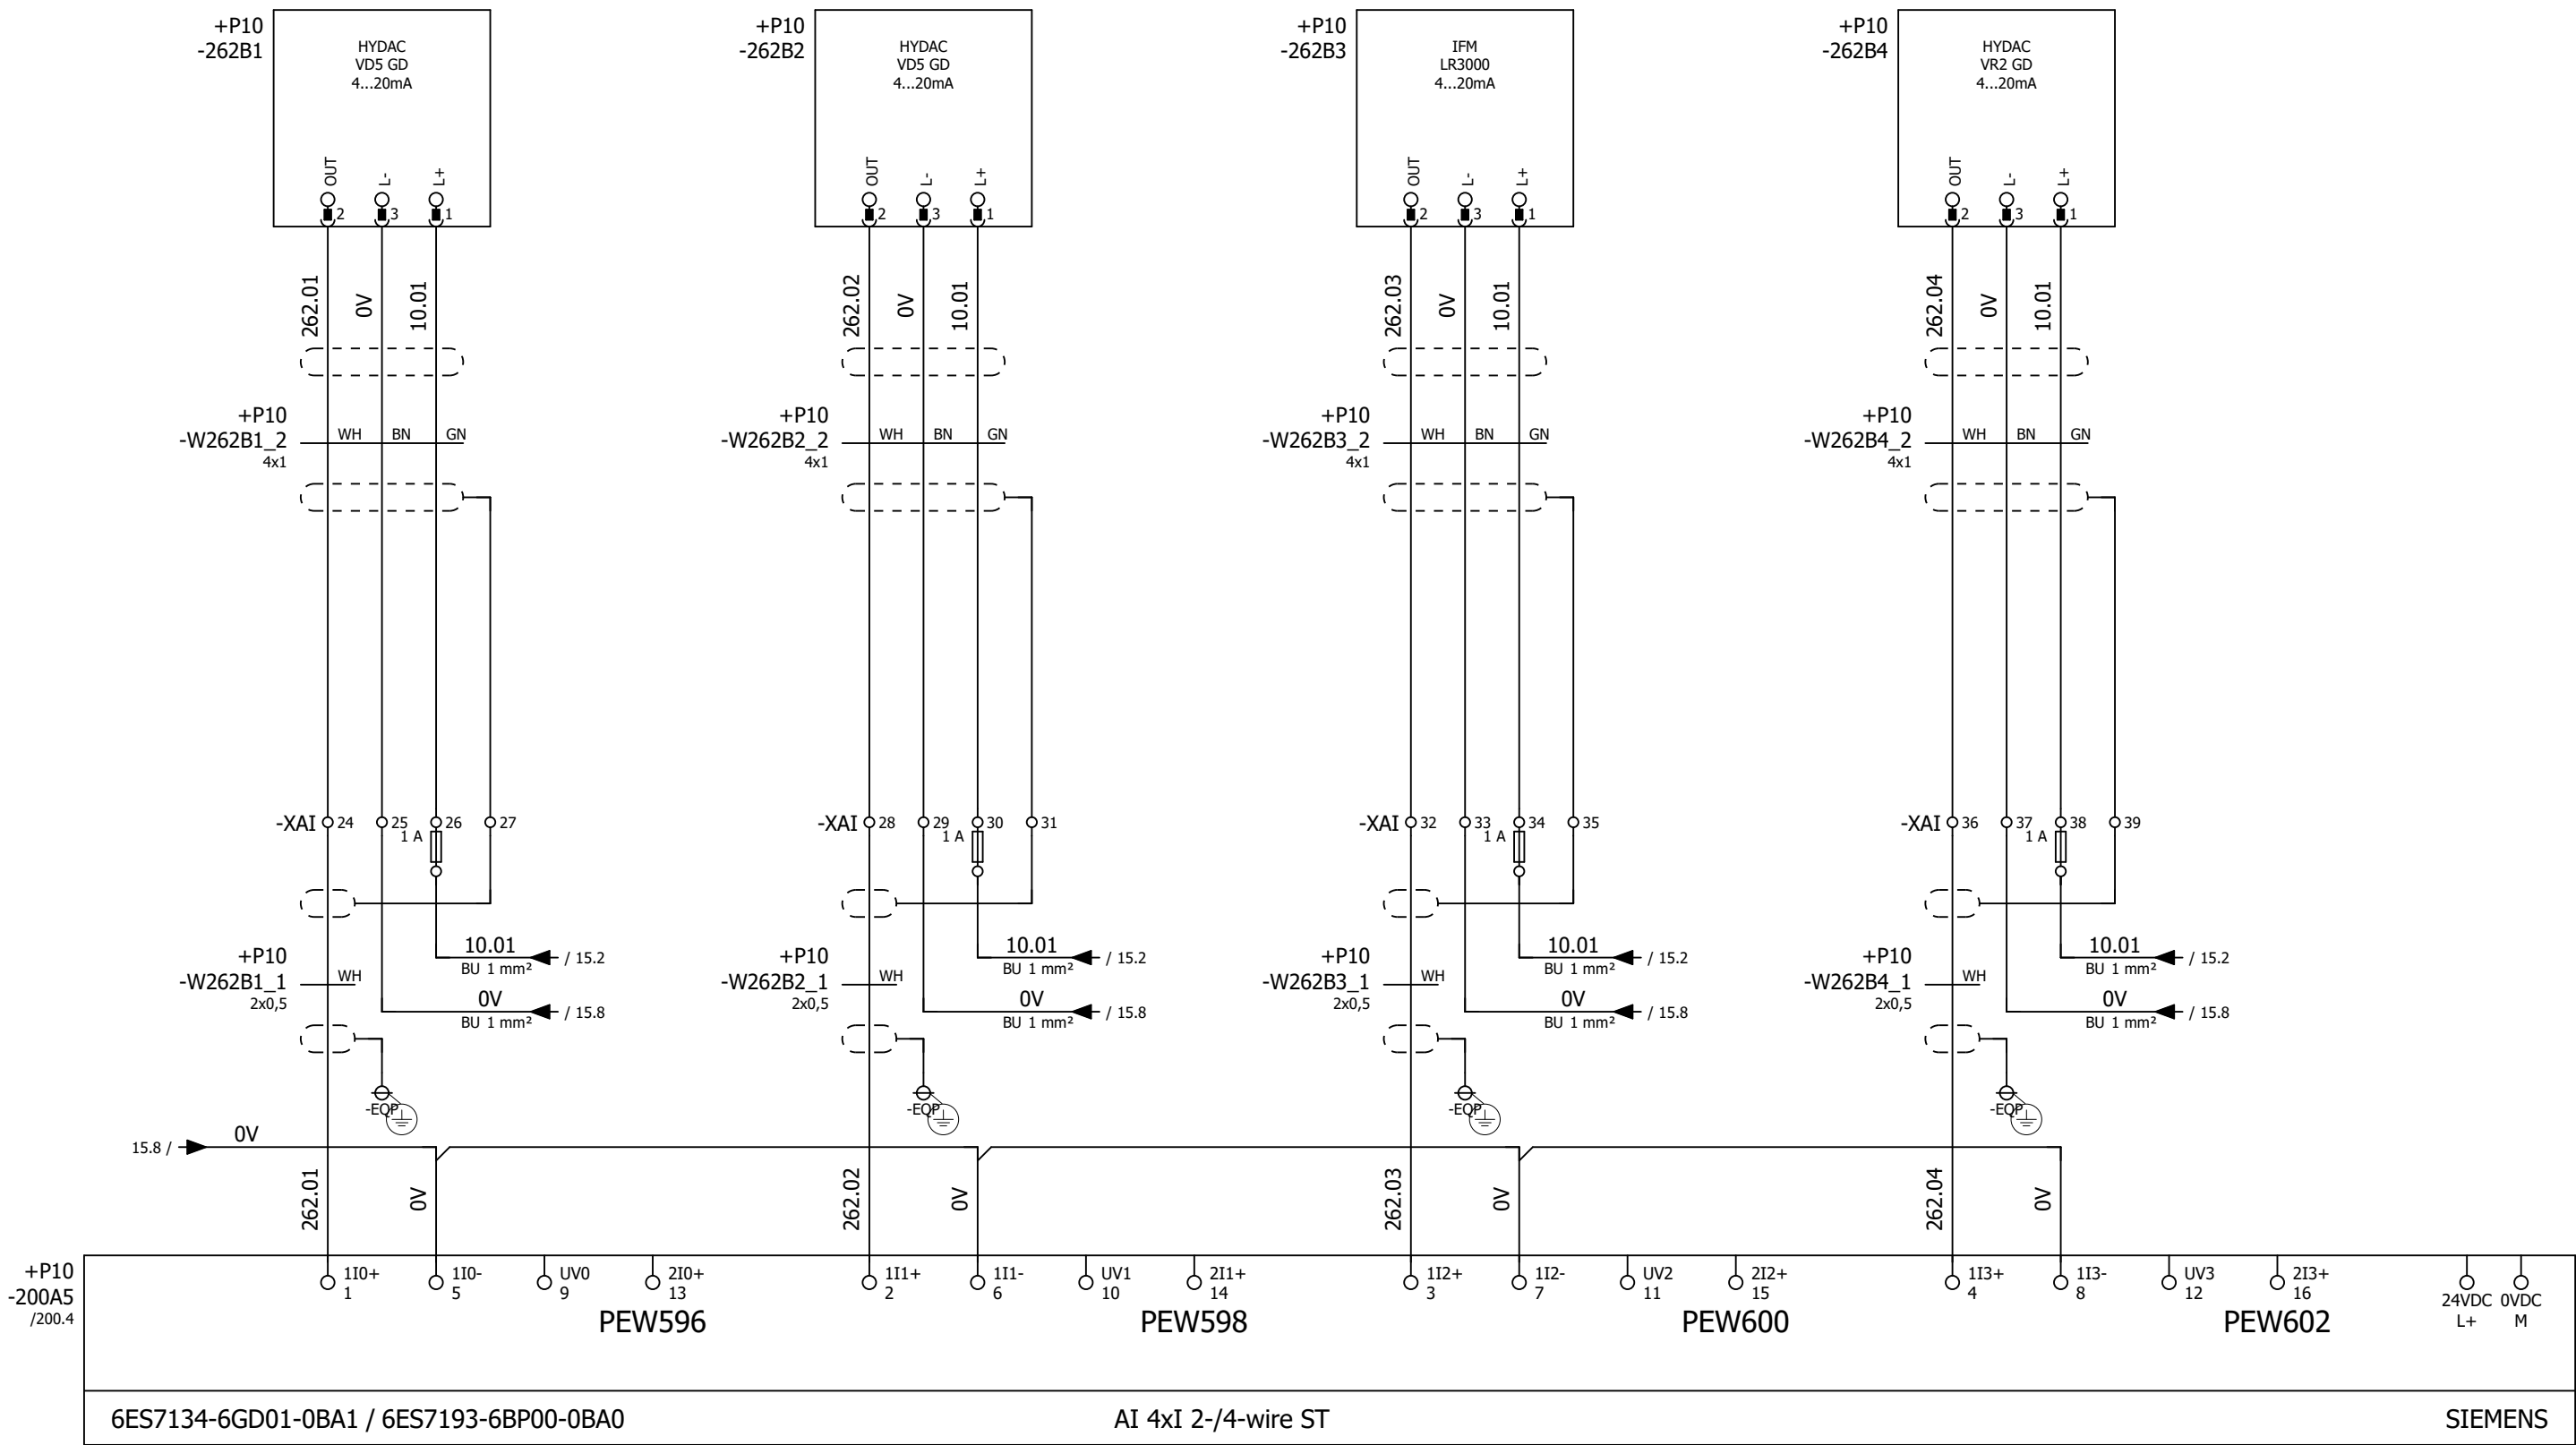 +P10
-262B1
HYDAC
VD5 GD
4...20mA
OUT
L-
L+
2
3
1
+P10
-262B2
HYDAC
VD5 GD
4...20mA
OUT
L-
L+
2
3
1
+P10
-262B3
IFM
LR3000
4...20mA
OUT
L-
L+
2
3
1
+P10
-262B4
HYDAC
VR2 GD
4...20mA
OUT
L-
L+
2
3
1
262.01
0V
10.01
262.02
0V
10.01
262.03
0V
10.01
262.04
0V
10.01
+P10
-W262B1_2
4x1
WH BN GN
+P10
-W262B2_2
4x1
WH BN GN
+P10
-W262B3_2
4x1
WH BN GN
+P10
-W262B4_2
4x1
WH BN GN
-XAI 24 25 26 27
1 A
-XAI 28 29 30 31
1 A
-XAI 32 33 34 35
1 A
-XAI 36 37 38 39
1 A
+P10
-W262B1_1
2x0,5
WH
10.01
BU 1 mm²
/ 15.2
0V
BU 1 mm²
/ 15.8
+P10
-W262B2_1
2x0,5
WH
10.01
BU 1 mm²
/ 15.2
0V
BU 1 mm²
/ 15.8
+P10
-W262B3_1
2x0,5
WH
10.01
BU 1 mm²
/ 15.2
0V
BU 1 mm²
/ 15.8
+P10
-W262B4_1
2x0,5
WH
10.01
BU 1 mm²
/ 15.2
0V
BU 1 mm²
/ 15.8
-EQP
-EQP
-EQP
-EQP
15.8 /
0V
262.01
0V
262.02
0V
262.03
0V
262.04
0V
+P10
-200A5
/200.4
1I0+
1
1I0-
5
UV0
9
2I0+
13
PEW596
1I1+
2
1I1-
6
UV1
10
2I1+
14
PEW598
1I2+
3
1I2-
7
UV2
11
2I2+
15
PEW600
1I3+
4
1I3-
8
UV3
12
2I3+
16
PEW602
24VDC
L+
0VDC
M
6ES7134-6GD01-0BA1 / 6ES7193-6BP00-0BA0
AI 4xI 2-/4-wire ST
SIEMENS